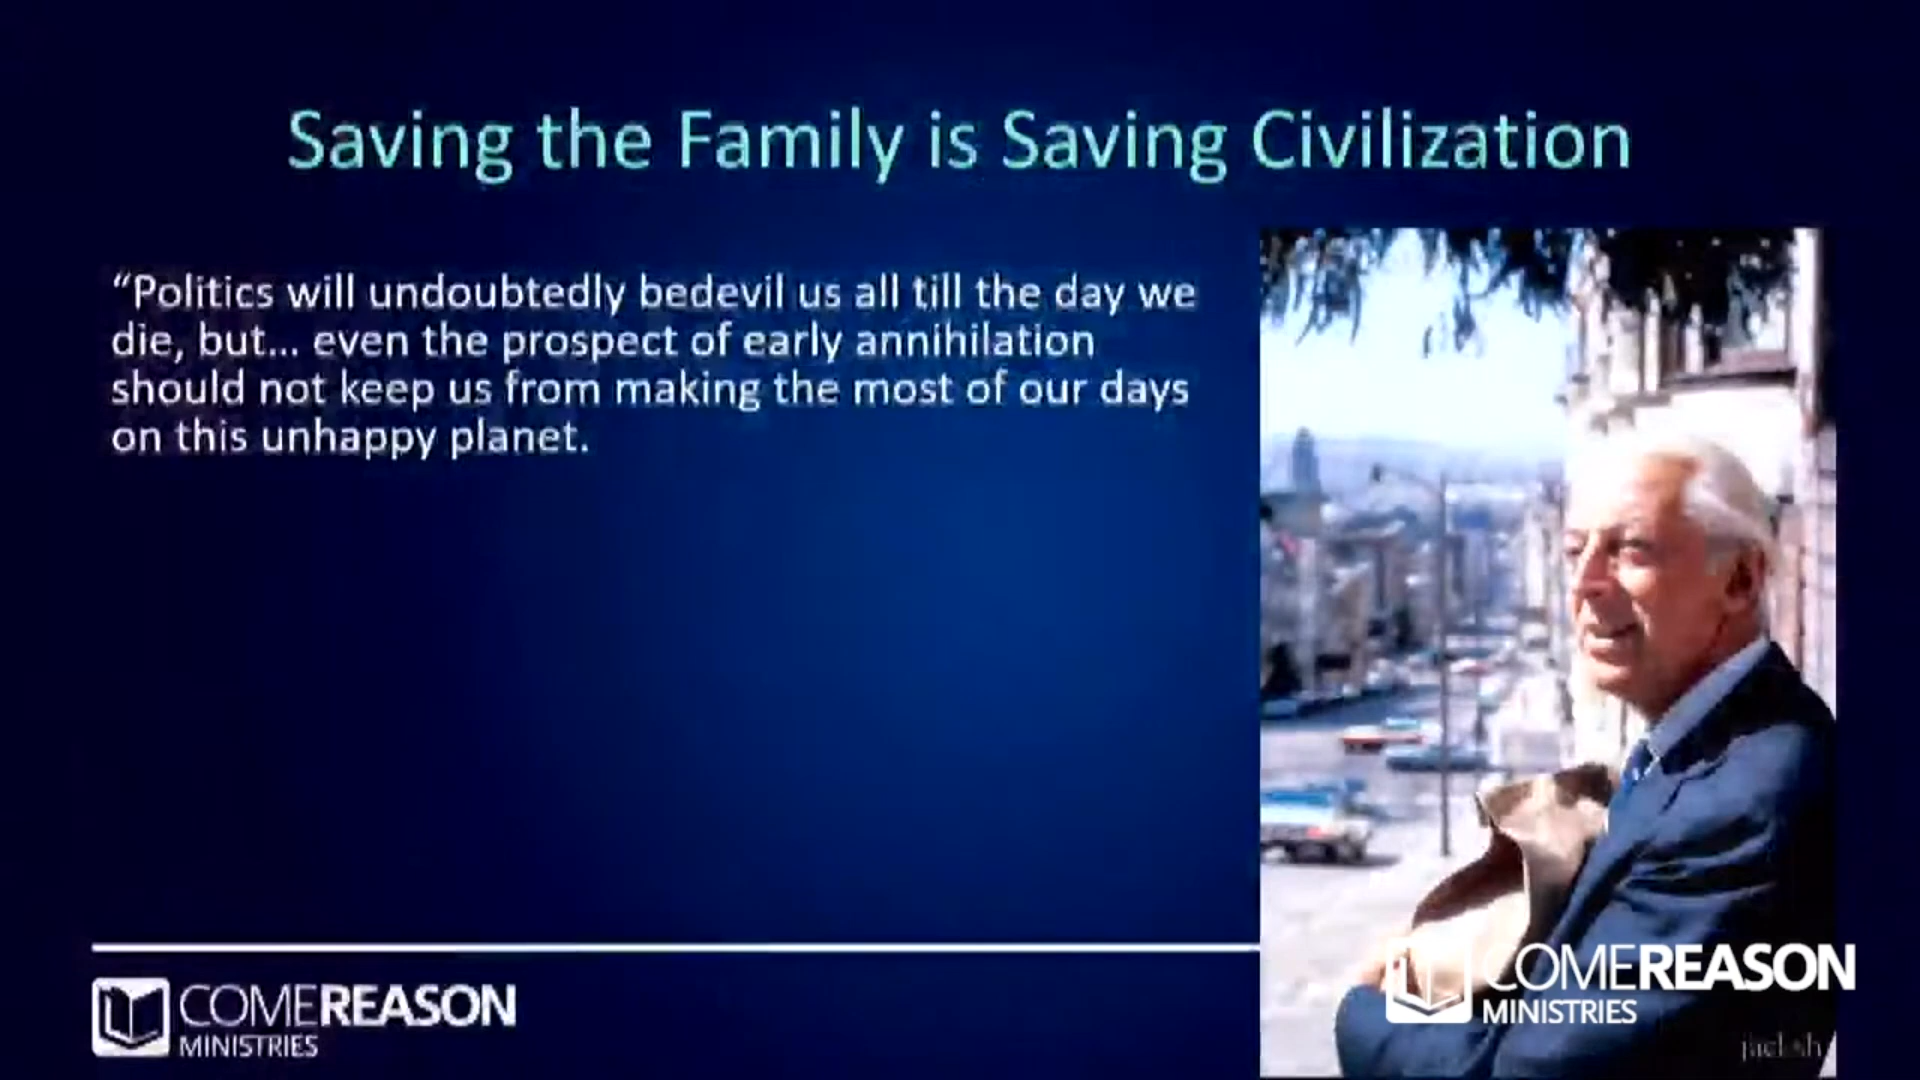 Saving the Family is Saving Civilization
“Politics will undoubtedly bedevil us all till the day we
die, but... even the prospect of early annihilation
should not keep us from making the most of our days
on this unhappy planet.
COMEREASON
MINISTRIES
COMEREASON
MINISTRIES